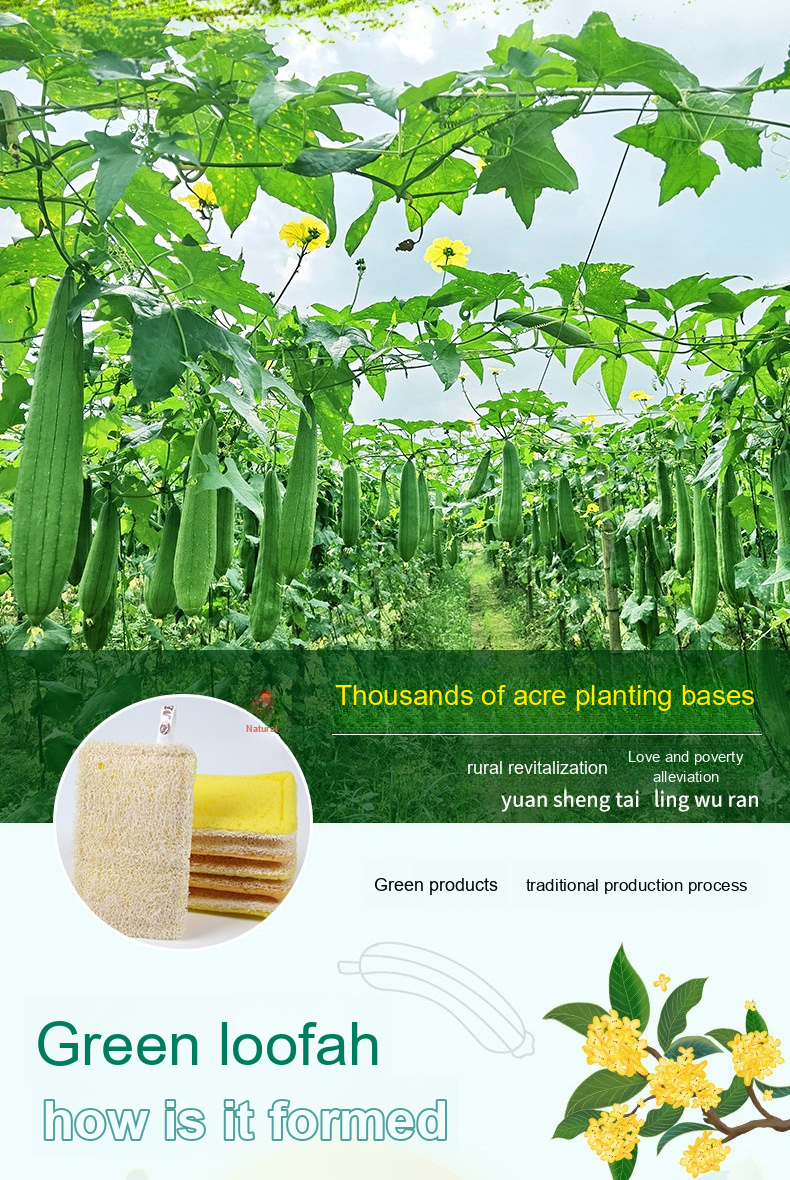 Thousands of acre planting bases
Natural
rural revitalization
Love and poverty
alleviation
yuan sheng tai ling wu ran
Green products
traditional production process
Green loofah
how is it formed